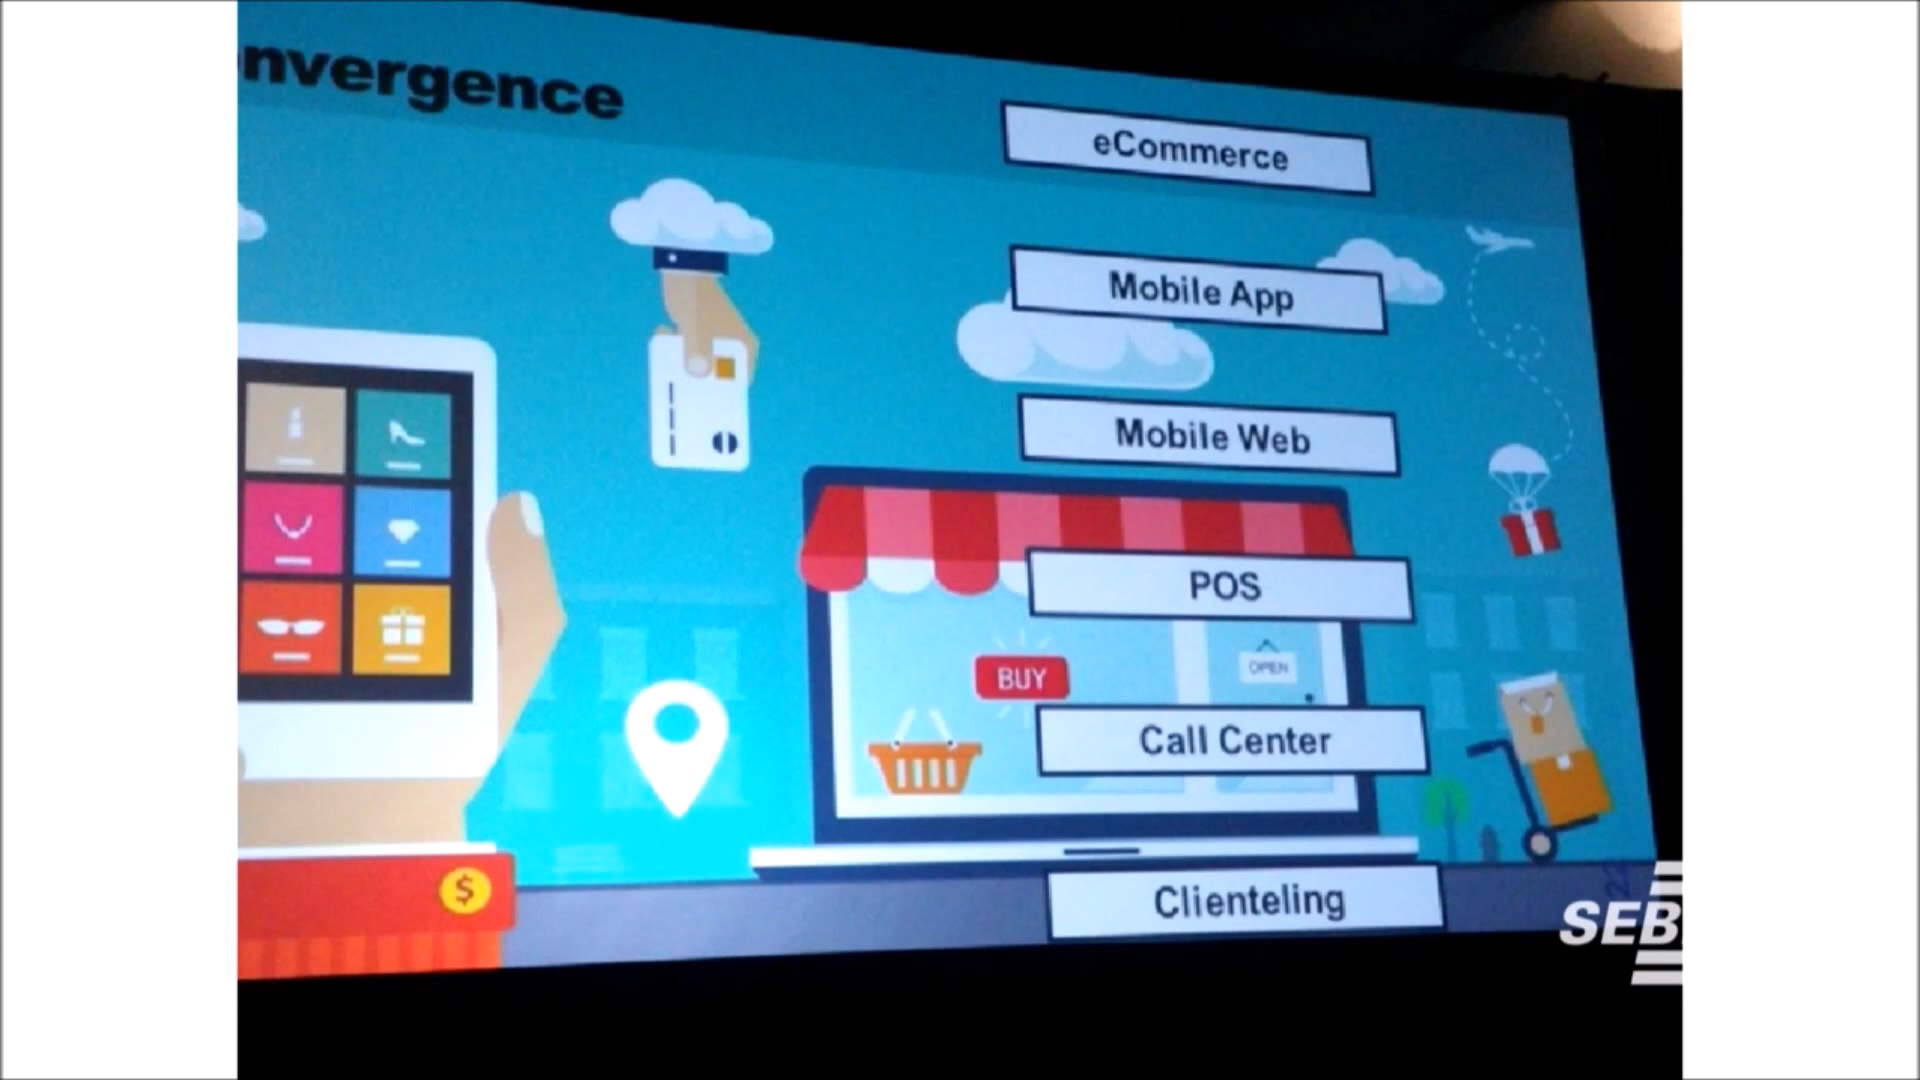 nvergence
eCommerce
Mobile App
Mobile Web
POS
BUY
OPEN
Call Center
$
Clienteling
SEB